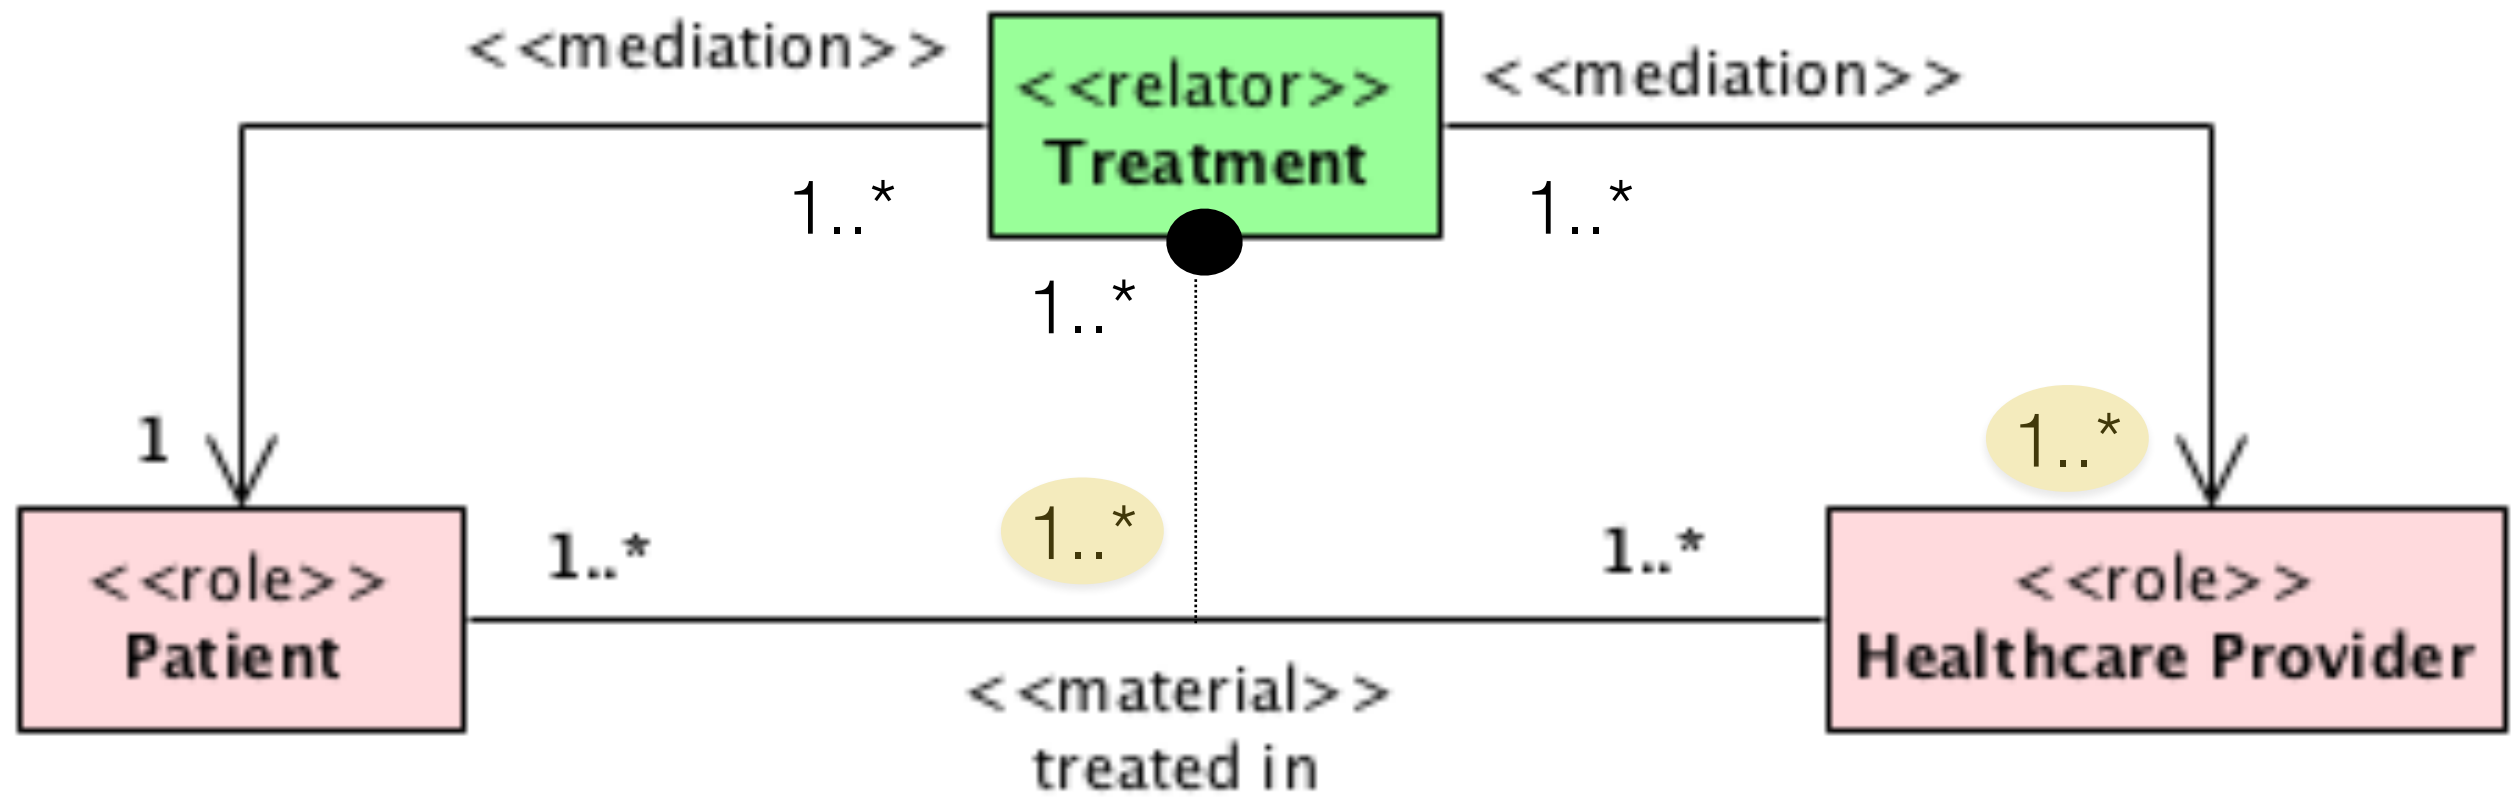 <<mediation>>
<<relator>>
Treatment
<<mediation>>
1..*
1..*
1..*
1
1..*
1..*
1..*
1..*
<<role>>
Patient
<<role>>
Healthcare Provider
<<material>>
treated in